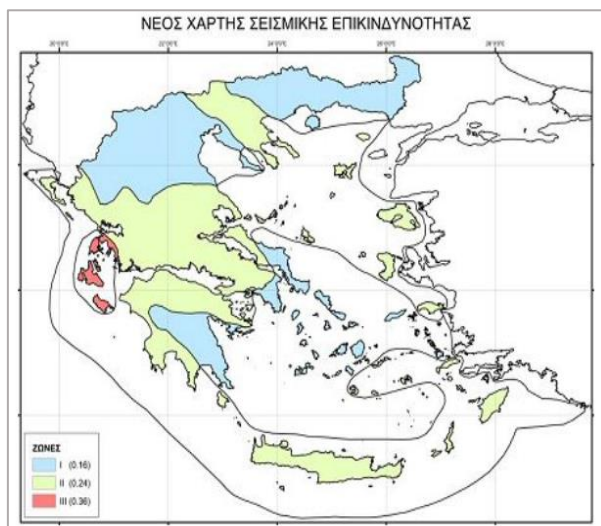 ΝΕΟΣ ΧΑΡΤΗΣ ΣΕΙΣΜΙΚΗΣ ΕΠΙΚΙΝΔΥΝΟΤΗΤΑΣ
ΖΩΝΕΣ
I (0.16)
II (0.24)
III (0.36)